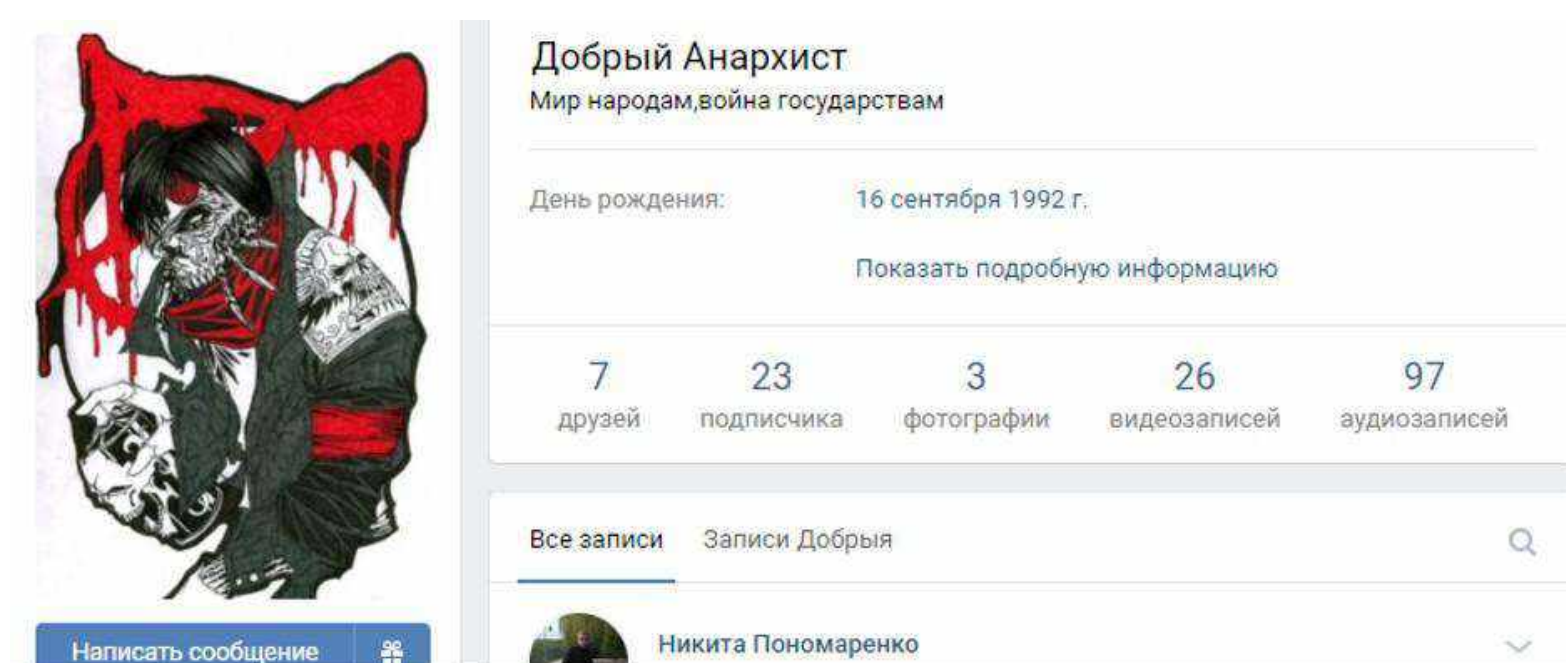 Добрый Анархист
Мир народам,война государствам
День рождения: 16 сентября 1992 г.
Показать подробную информацию
7 23 3 26 97
друзей подписчика фотографии видеозаписей аудиозаписей
Все записи Записи Добрыя
Никита Пономаренко
Написать сообщение